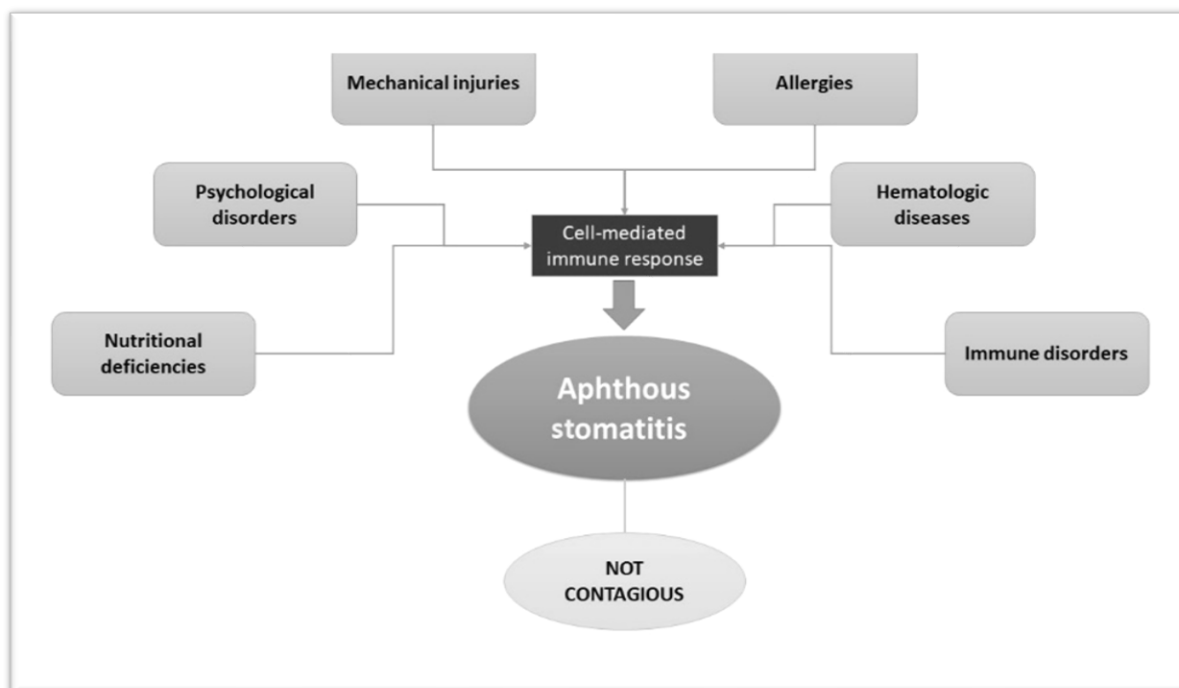 Mechanical injuries
Allergies
Psychological
disorders
Hematologic
diseases
Cell-mediated
immune response
Nutritional
deficiencies
Immune disorders
Aphthous
stomatitis
NOT
CONTAGIOUS